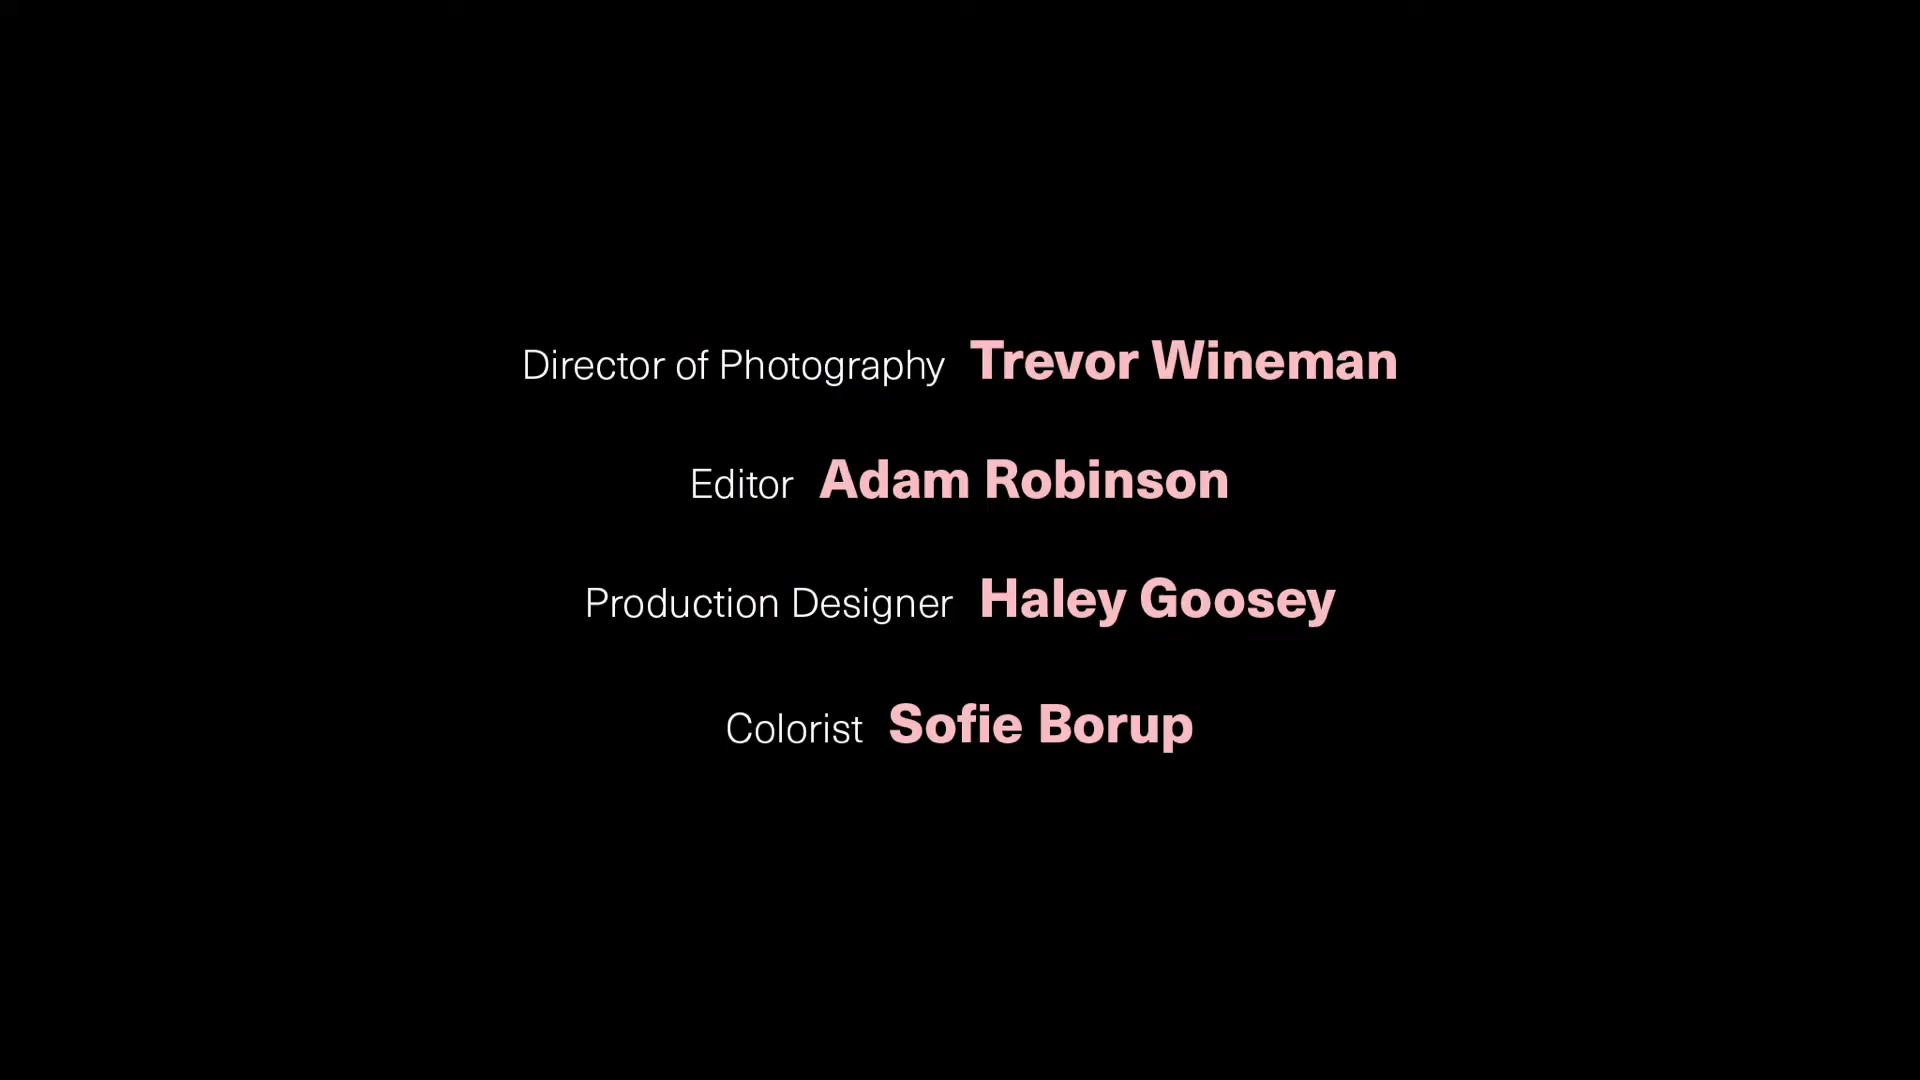 Director of Photography Trevor Wineman
Editor Adam Robinson
Production Designer Haley Goosey
Colorist Sofie Borup